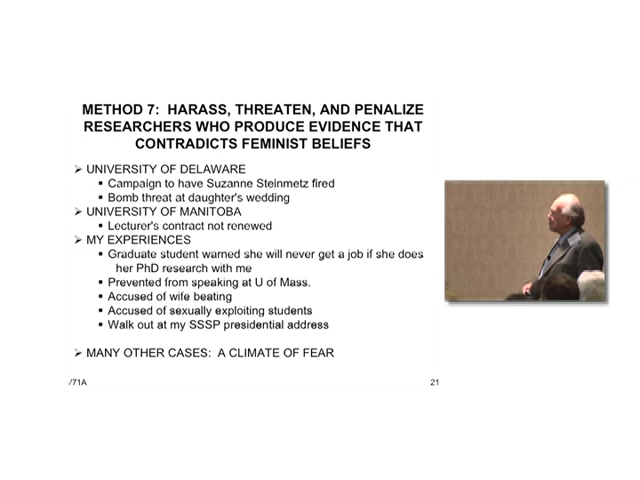 METHOD 7: HARASS, THREATEN, AND PENALIZE
RESEARCHERS WHO PRODUCE EVIDENCE THAT
CONTRADICTS FEMINIST BELIEFS
➢ UNIVERSITY OF DELAWARE
▪ Campaign to have Suzanne Steinmetz fired
▪ Bomb threat at daughter's wedding
➢ UNIVERSITY OF MANITOBA
▪ Lecturer's contract not renewed
➢ MY EXPERIENCES
▪ Graduate student warned she will never get a job if she does
her PhD research with me
▪ Prevented from speaking at U of Mass.
▪ Accused of wife beating
▪ Accused of sexually exploiting students
▪ Walk out at my SSSP presidential address
➢ MANY OTHER CASES: A CLIMATE OF FEAR
/71A
21